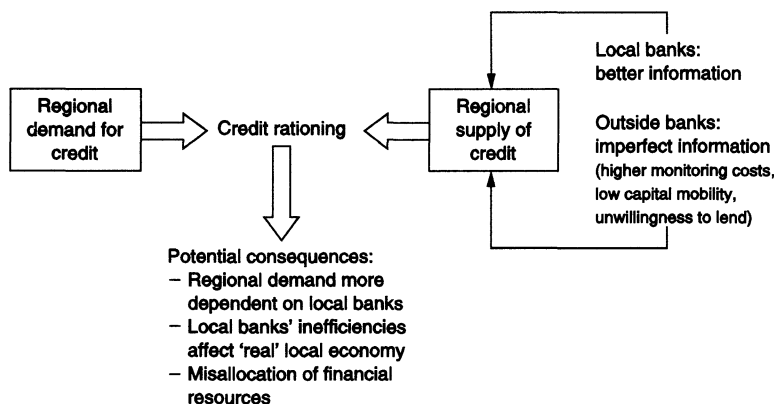 Regional
demand for
credit
Credit rationing
Regional
supply of
credit
Local banks:
better information
Outside banks:
imperfect information
(higher monitoring costs,
low capital mobility,
unwillingness to lend)
Potential consequences:
– Regional demand more
dependent on local banks
– Local banks' inefficiencies
affect 'real' local economy
– Misallocation of financial
resources